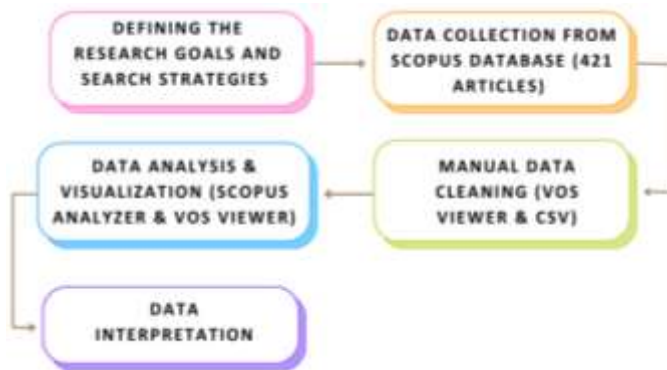 DEFINING THE
RESEARCH GOALS AND
SEARCH STRATEGIES
DATA COLLECTION FROM
SCOPUS DATABASE (421
ARTICLES)
MANUAL DATA
CLEANING (VOS
VIEWER & CSV)
DATA ANALYSIS &
VISUALIZATION (SCOPUS
ANALYZER & VOS VIEWER)
DATA
INTERPRETATION